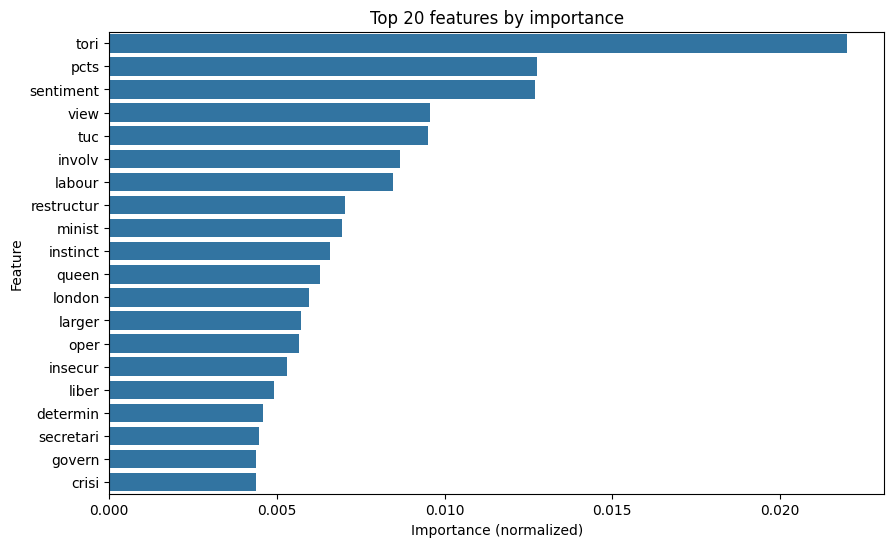 Top 20 features by importance
tori
pcts
sentiment
view
tuc
involv
labour
restructur
minist
instinct
queen
london
larger
oper
insecur
liber
determin
secretari
govern
crisi
Feature
0.000 0.005 0.010 0.015 0.020
Importance (normalized)